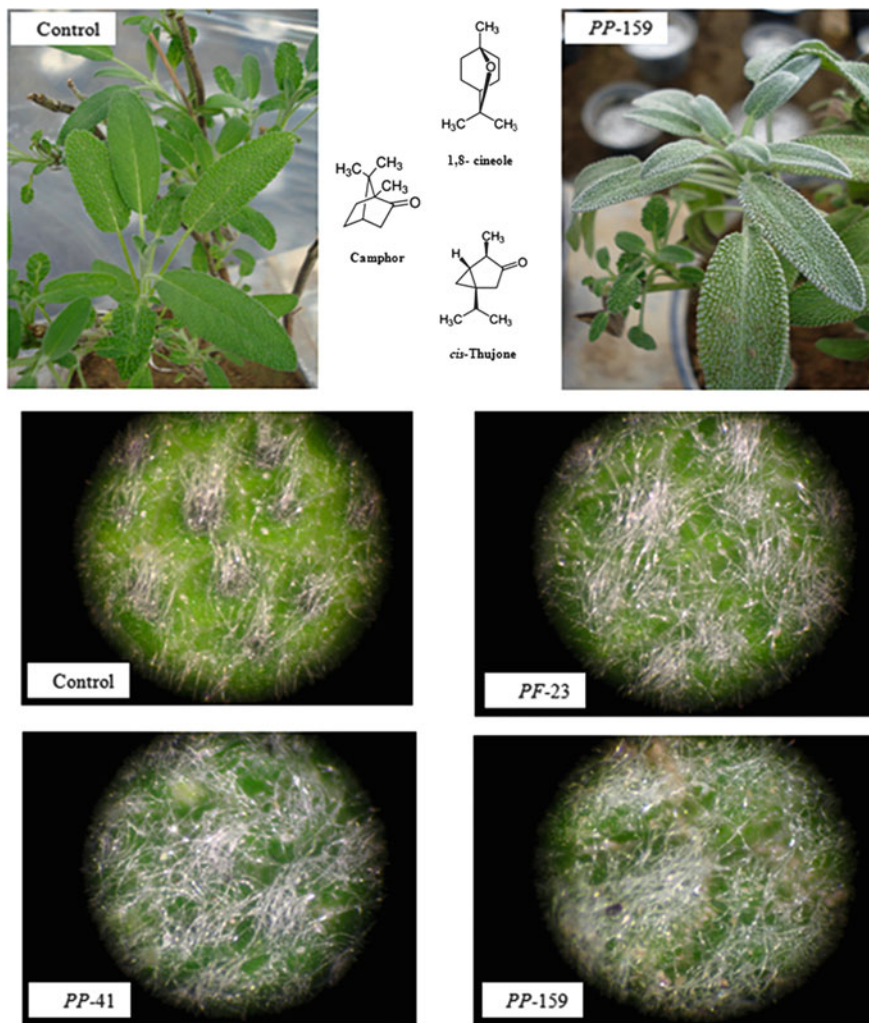 Control
PP-159
CH₃
O
H₃C
CH₃
1,8- cineole
H₃C
CH₃
CH₃
O
Camphor
H
CH₃
O
H₃C
CH₃
cis-Thujone
Control
PF-23
PP-41
PP-159